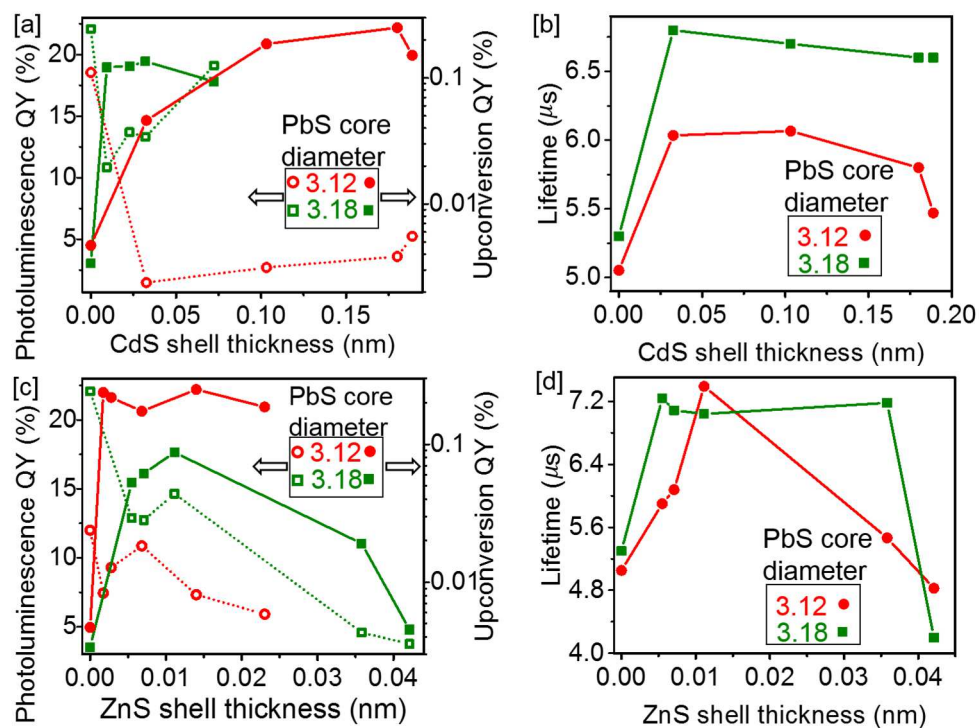 [a]
Photoluminescence QY (%)
20
15
10
5
0.00 0.05 0.10 0.15
CdS shell thickness (nm)
PbS core
diameter
3.12
3.18
0.1
0.01
Upconversion QY (%)
[b]
Lifetime (μs)
6.5
6.0
5.5
5.0
0.00 0.05 0.10 0.15 0.20
CdS shell thickness (nm)
PbS core
diameter
3.12
3.18
[c]
Photoluminescence QY (%)
20
15
10
5
0.00 0.01 0.02 0.03 0.04
ZnS shell thickness (nm)
PbS core
diameter
3.12
3.18
0.1
0.01
Upconversion QY (%)
[d]
Lifetime (μs)
7.2
6.4
5.6
4.8
4.0
0.00 0.01 0.02 0.03 0.04
ZnS shell thickness (nm)
PbS core
diameter
3.12
3.18